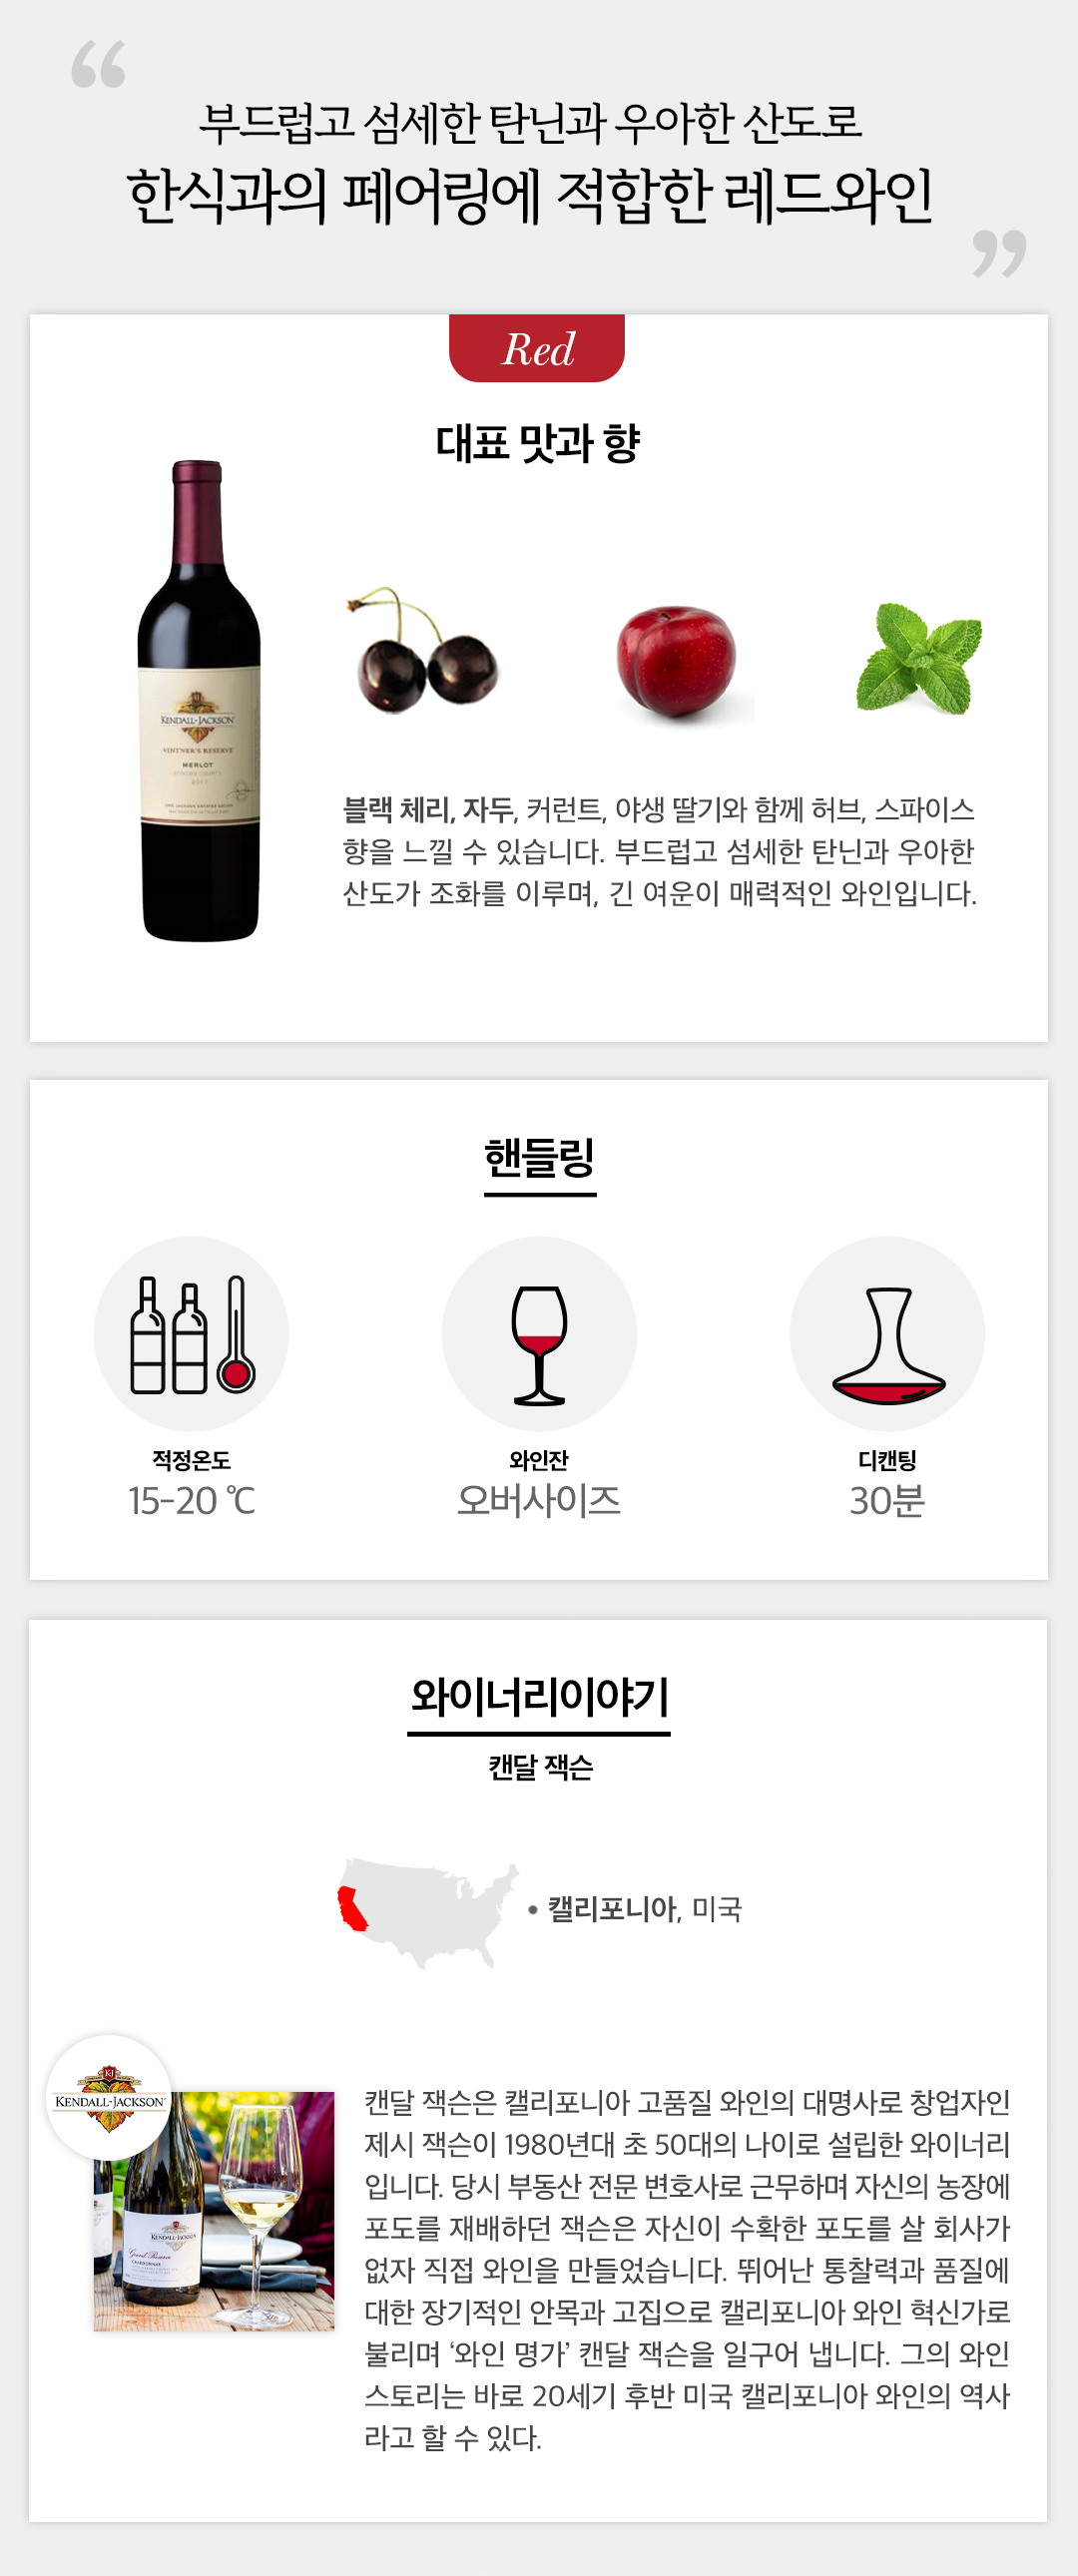 “
부드럽고 섬세한 탄닌과 우아한 산도로
한식과의 페어링에 적합한 레드와인
”
Red
대표 맛과 향
KENDALL-JACKSON
VINTNER'S RESERVE
MERLOT
SONOMA COUNTY
블랙 체리, 자두, 커런트, 야생 딸기와 함께 허브, 스파이스
향을 느낄 수 있습니다. 부드럽고 섬세한 탄닌과 우아한
산도가 조화를 이루며, 긴 여운이 매력적인 와인입니다.
핸들링
적정온도
15-20 ℃
와인잔
오버사이즈
디캔팅
30분
와이너리이야기
캔달 잭슨
• 캘리포니아, 미국
KJ
KENDALL-JACKSON
KENDALL-JACKSON
Grand Reserve
CHARDONNAY
캔달 잭슨은 캘리포니아 고품질 와인의 대명사로 창업자인
제시 잭슨이 1980년대 초 50대의 나이로 설립한 와이너리
입니다. 당시 부동산 전문 변호사로 근무하며 자신의 농장에
포도를 재배하던 잭슨은 자신이 수확한 포도를 살 회사가
없자 직접 와인을 만들었습니다. 뛰어난 통찰력과 품질에
대한 장기적인 안목과 고집으로 캘리포니아 와인 혁신가로
불리며 ‘와인 명가’ 캔달 잭슨을 일구어 냅니다. 그의 와인
스토리는 바로 20세기 후반 미국 캘리포니아 와인의 역사
라고 할 수 있다.